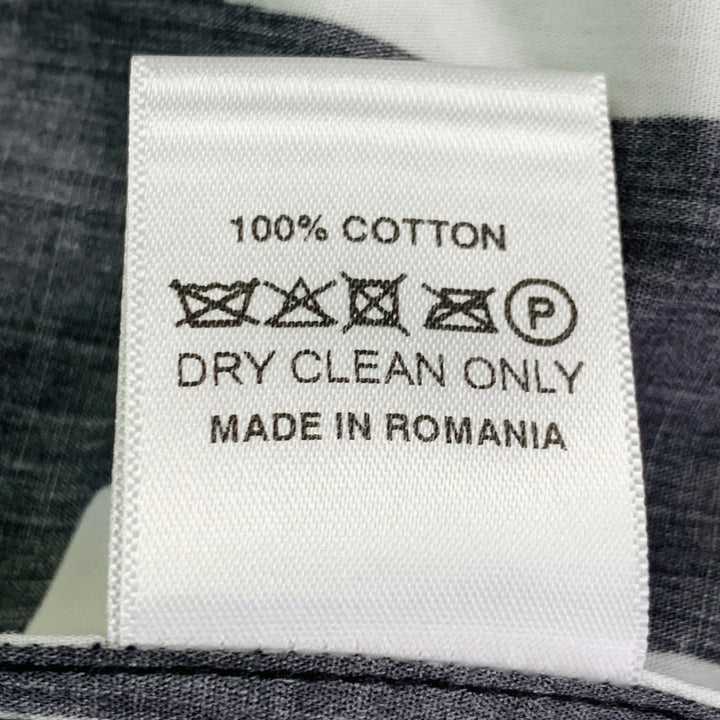 100% COTTON
P
DRY CLEAN ONLY
MADE IN ROMANIA